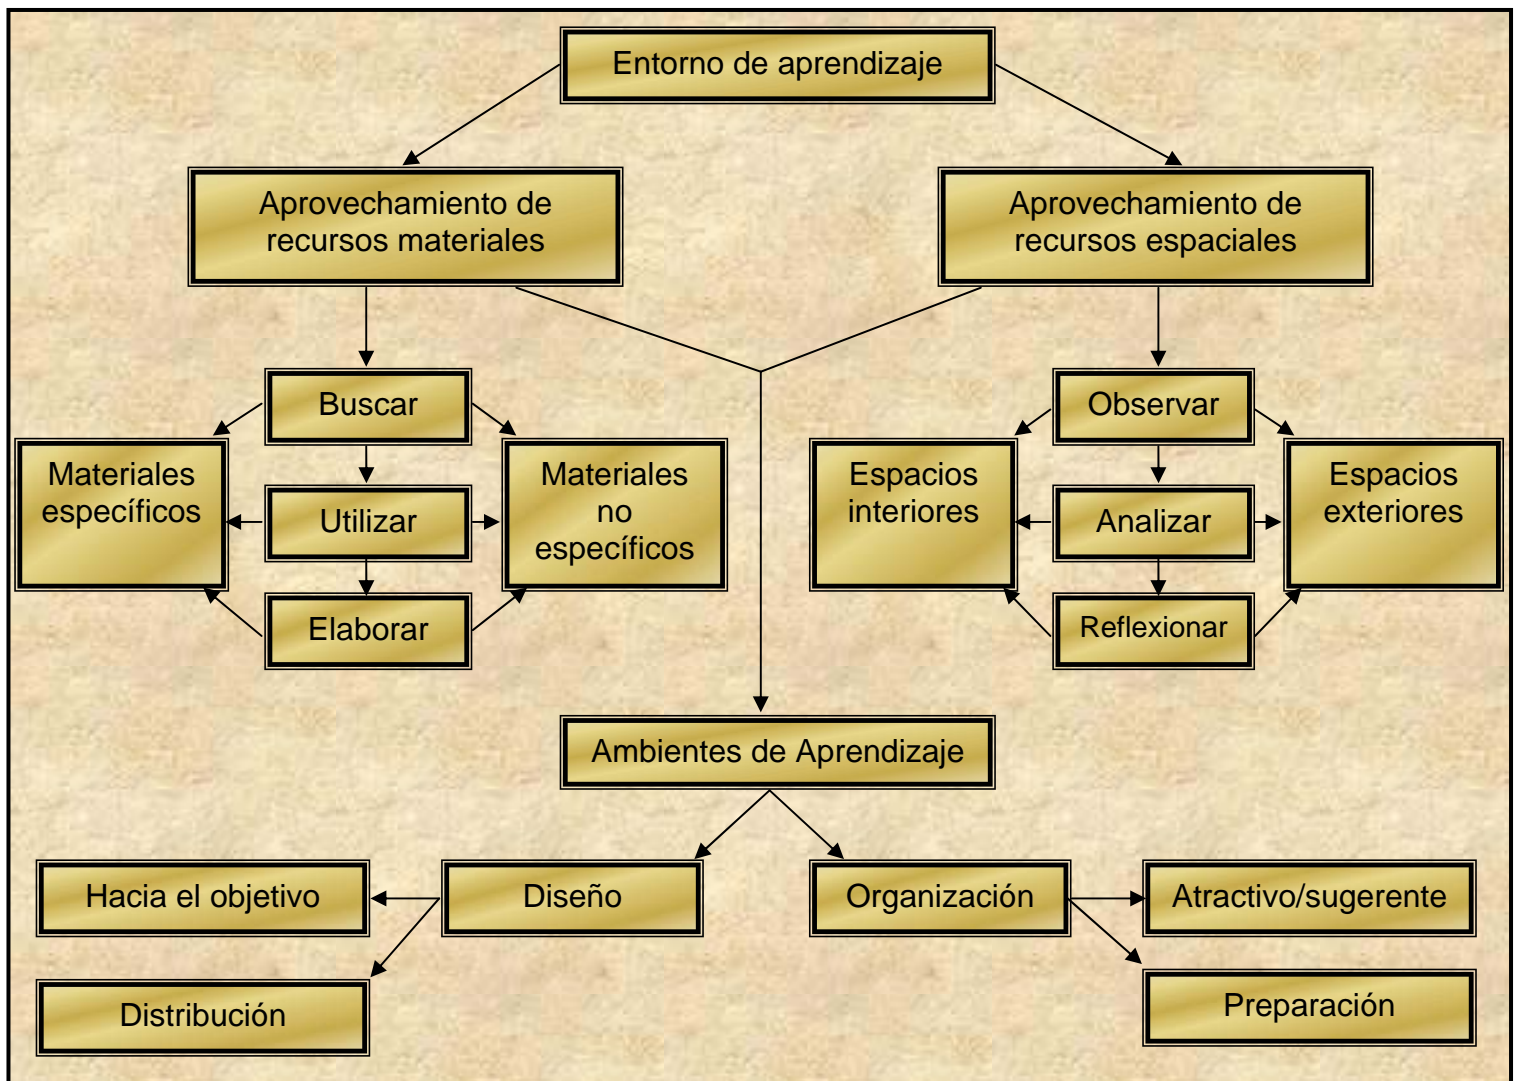 Entorno de aprendizaje
Aprovechamiento de
recursos materiales
Aprovechamiento de
recursos espaciales
Buscar
Materiales
específicos
Utilizar
Materiales
no
específicos
Elaborar
Observar
Espacios
interiores
Analizar
Espacios
exteriores
Reflexionar
Ambientes de Aprendizaje
Hacia el objetivo
Diseño
Organización
Atractivo/sugerente
Distribución
Preparación